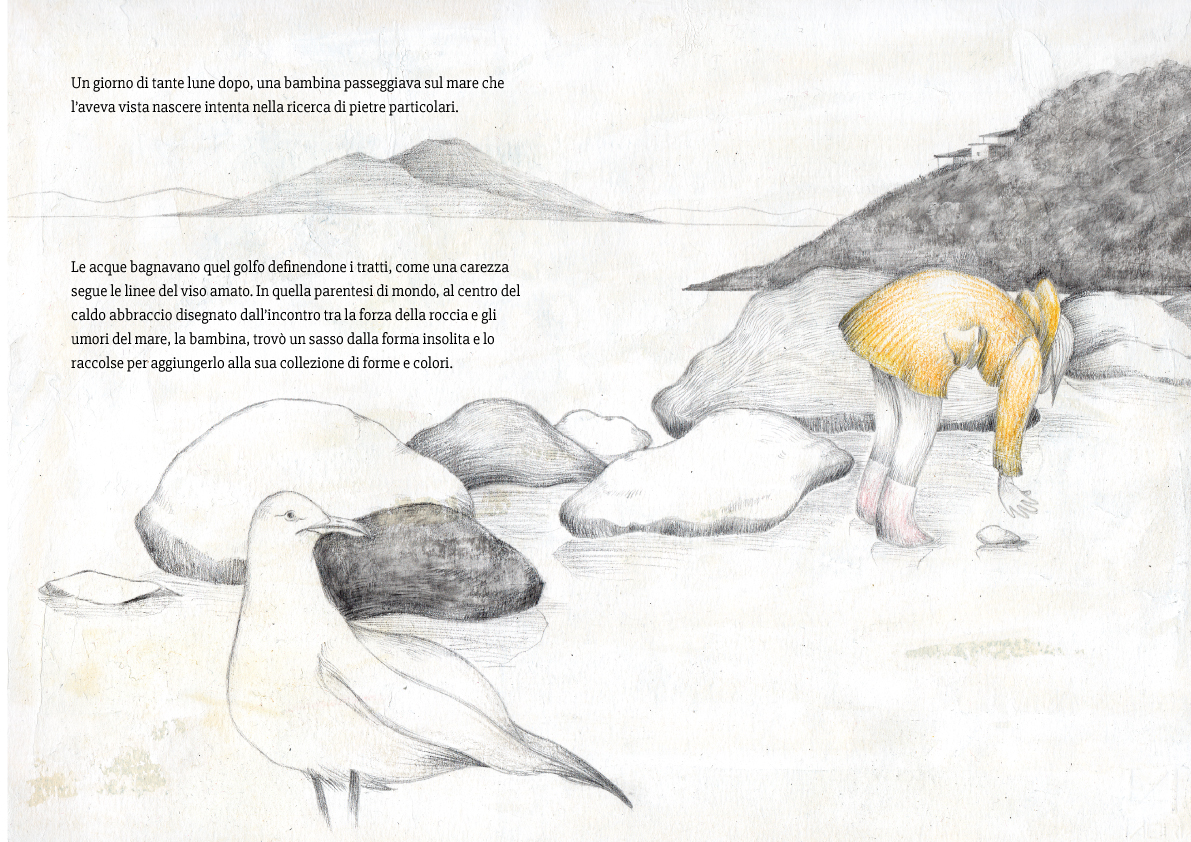 Un giorno di tante lune dopo, una bambina passeggiava sul mare che
l'aveva vista nascere intenta nella ricerca di pietre particolari.
Le acque bagnavano quel golfo definendone i tratti, come una carezza
segue le linee del viso amato. In quella parentesi di mondo, al centro del
caldo abbraccio disegnato dall'incontro tra la forza della roccia e gli
umori del mare, la bambina, trovò un sasso dalla forma insolita e lo
raccolse per aggiungerlo alla sua collezione di forme e colori.